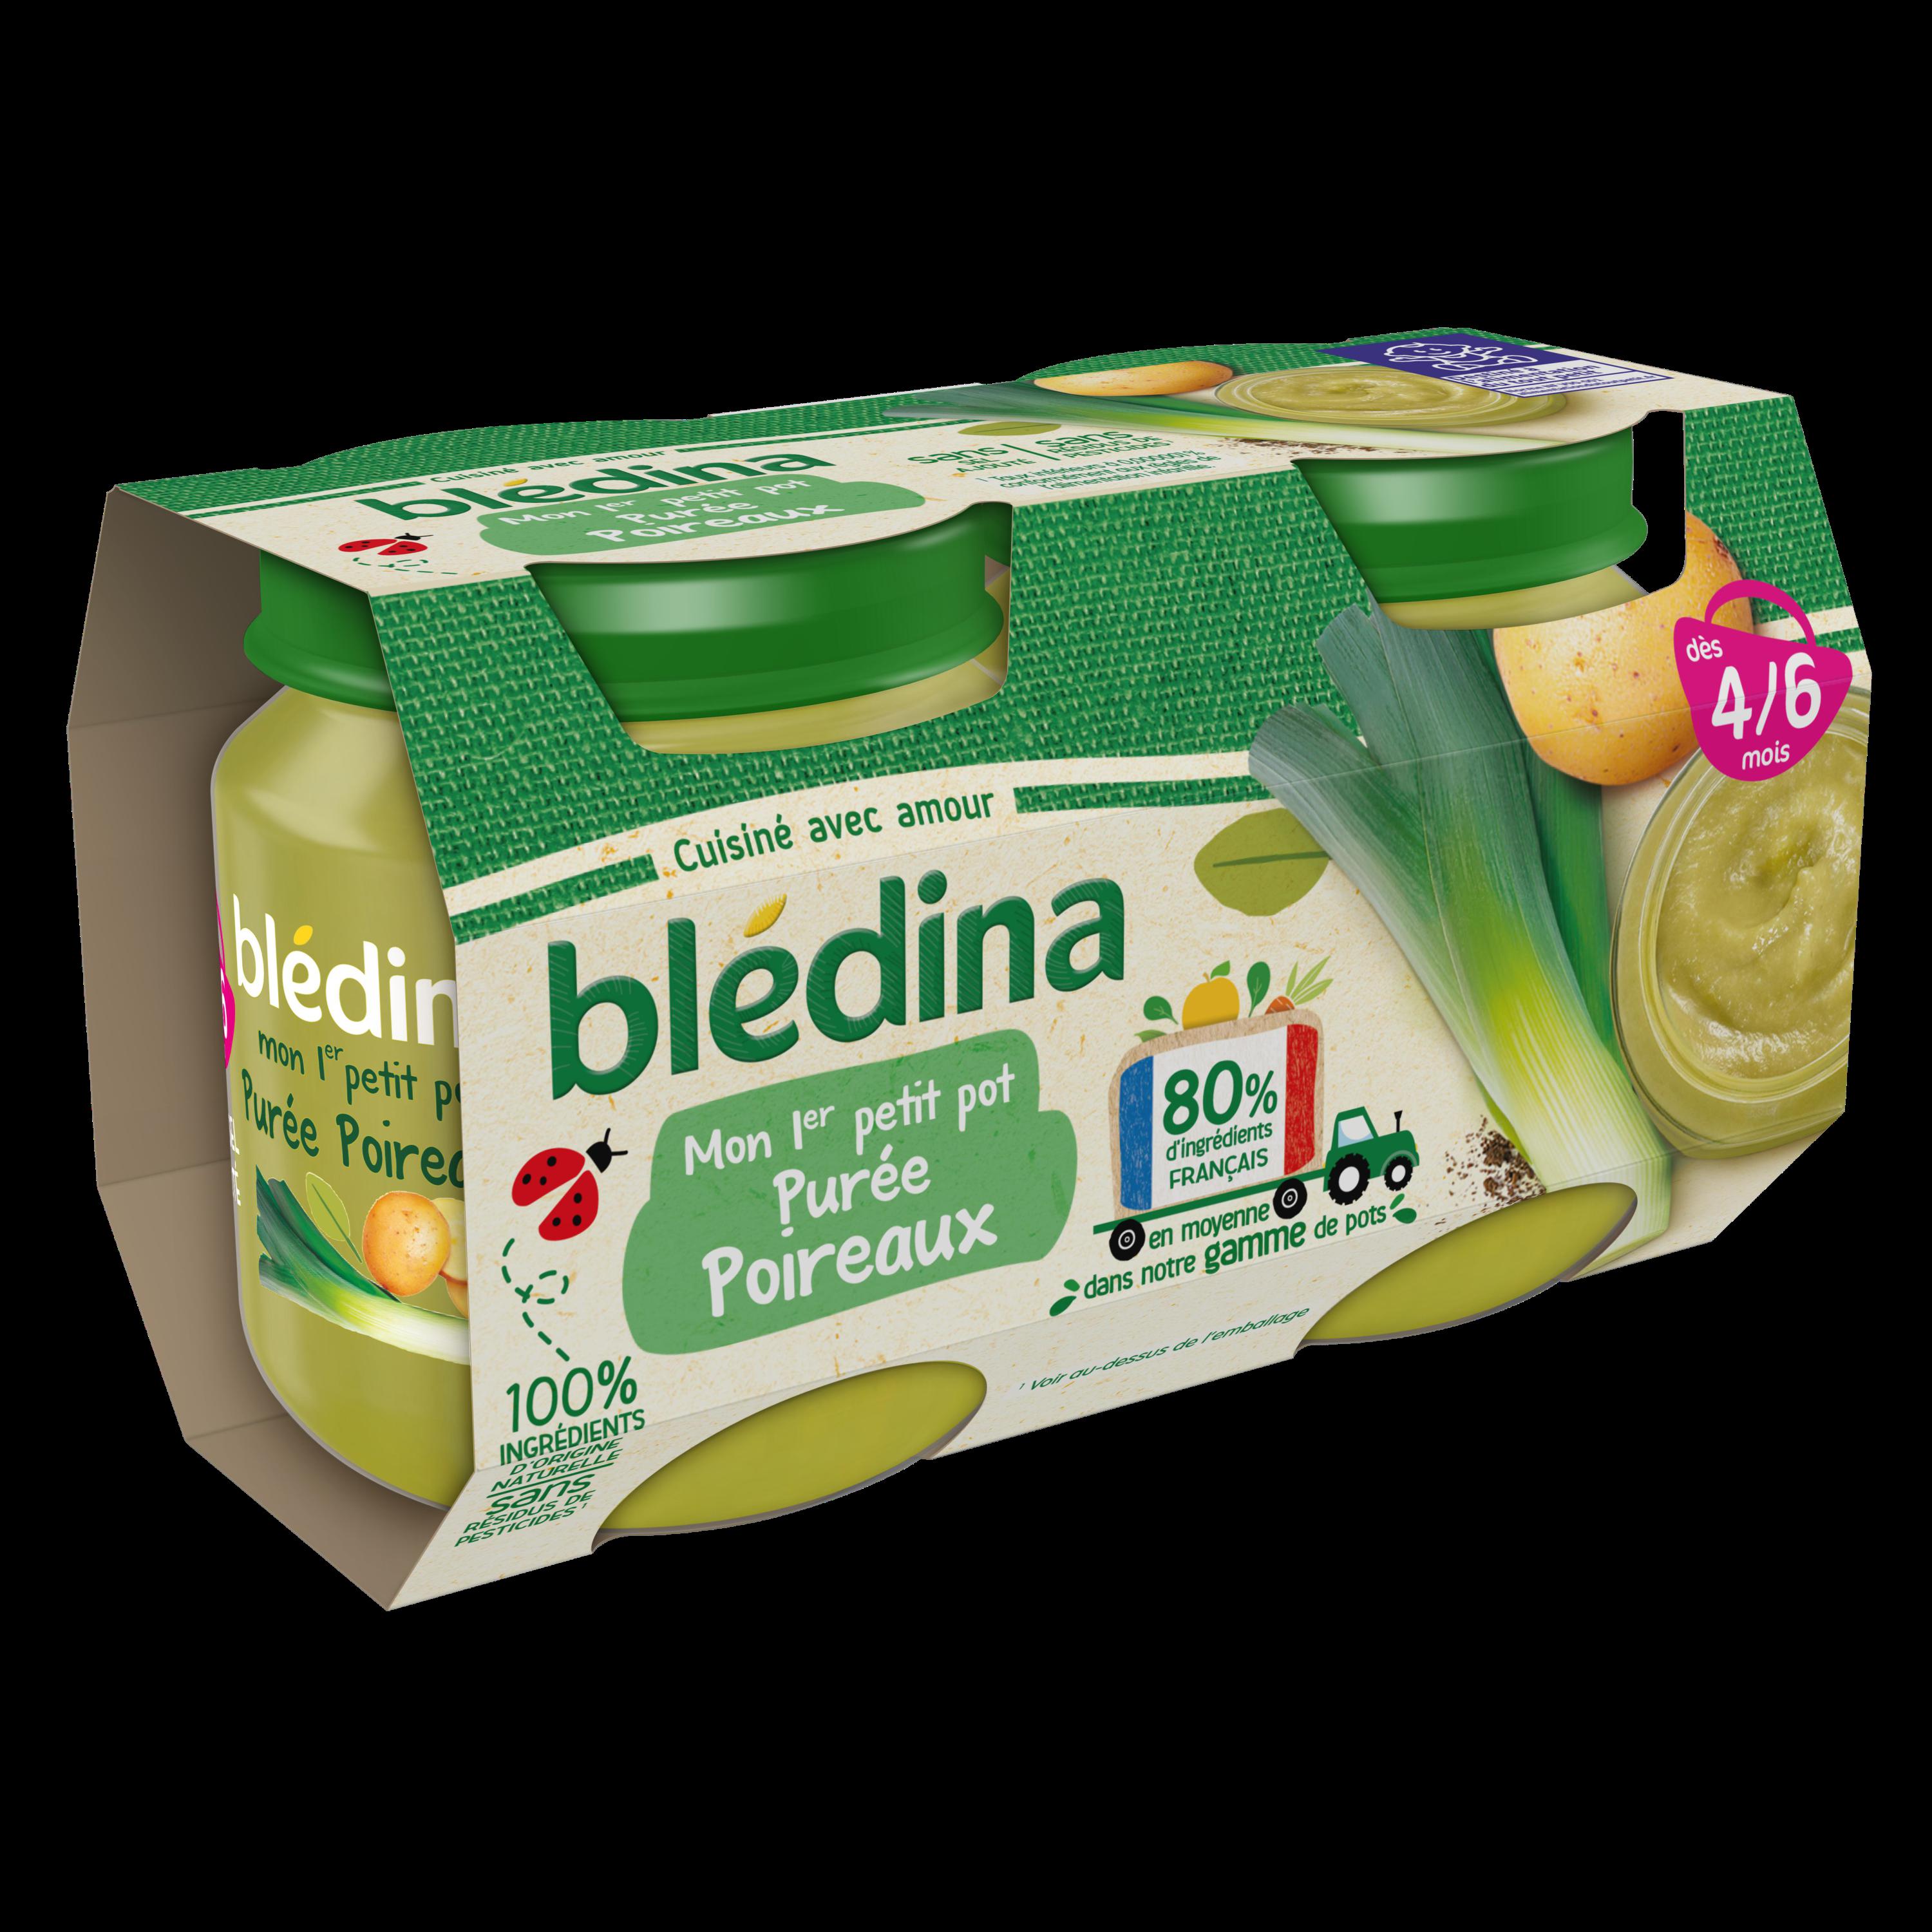 Cuisiné avec amour
blédina
Mon 1er petit pot
Purée
Poireaux
sans
AJOUTÉ
sans
dès
4/6
mois
Cuisiné avec amour
blédina
Mon 1er petit pot
Purée
Poireaux
80%
d'ingrédients
FRANÇAIS
en moyenne
dans notre gamme de pots
¹ Voir au-dessus de l'emballage
100%
INGRÉDIENTS
D'ORIGINE
NATURELLE
sans
RÉSIDUS DE
PESTICIDES¹
blédin
mon 1er petit p
Purée Poirea